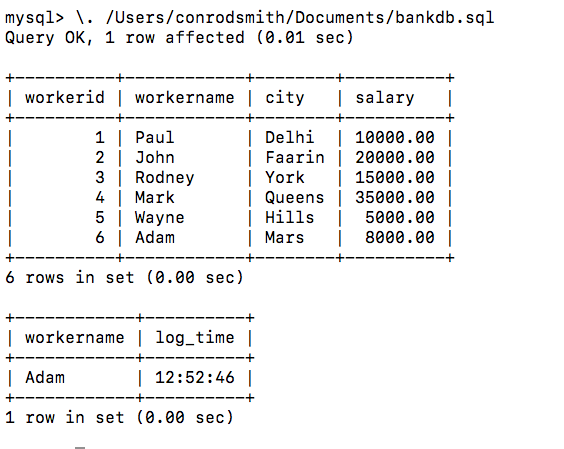 mysql> \. /Users/conrodsmith/Documents/bankdb.sql
Query OK, 1 row affected (0.01 sec)
+----------+------------+--------+----------+
| workerid | workername | city   | salary   |
+----------+------------+--------+----------+
|        1 | Paul       | Delhi  | 10000.00 |
|        2 | John       | Faarin | 20000.00 |
|        3 | Rodney     | York   | 15000.00 |
|        4 | Mark       | Queens | 35000.00 |
|        5 | Wayne      | Hills  |  5000.00 |
|        6 | Adam       | Mars   |  8000.00 |
+----------+------------+--------+----------+
6 rows in set (0.00 sec)
+------------+----------+
| workername | log_time |
+------------+----------+
| Adam       | 12:52:46 |
+------------+----------+
1 row in set (0.00 sec)